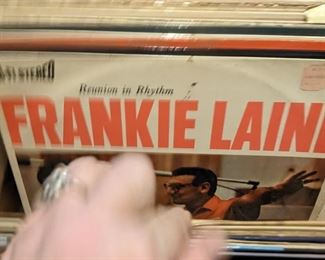 STEREO
Reunion in Rhythm
FRANKIE LAINE